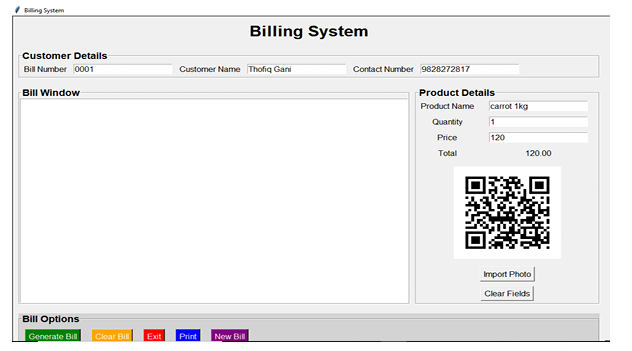 Billing System
Billing System
Customer Details
Bill Number 0001 Customer Name Thofiq Gani Contact Number 9828272817
Bill Window
Product Details
Product Name carrot 1kg
Quantity 1
Price 120
Total 120.00
Import Photo
Clear Fields
Bill Options
Generate Bill Clear Bill Exit Print New Bill